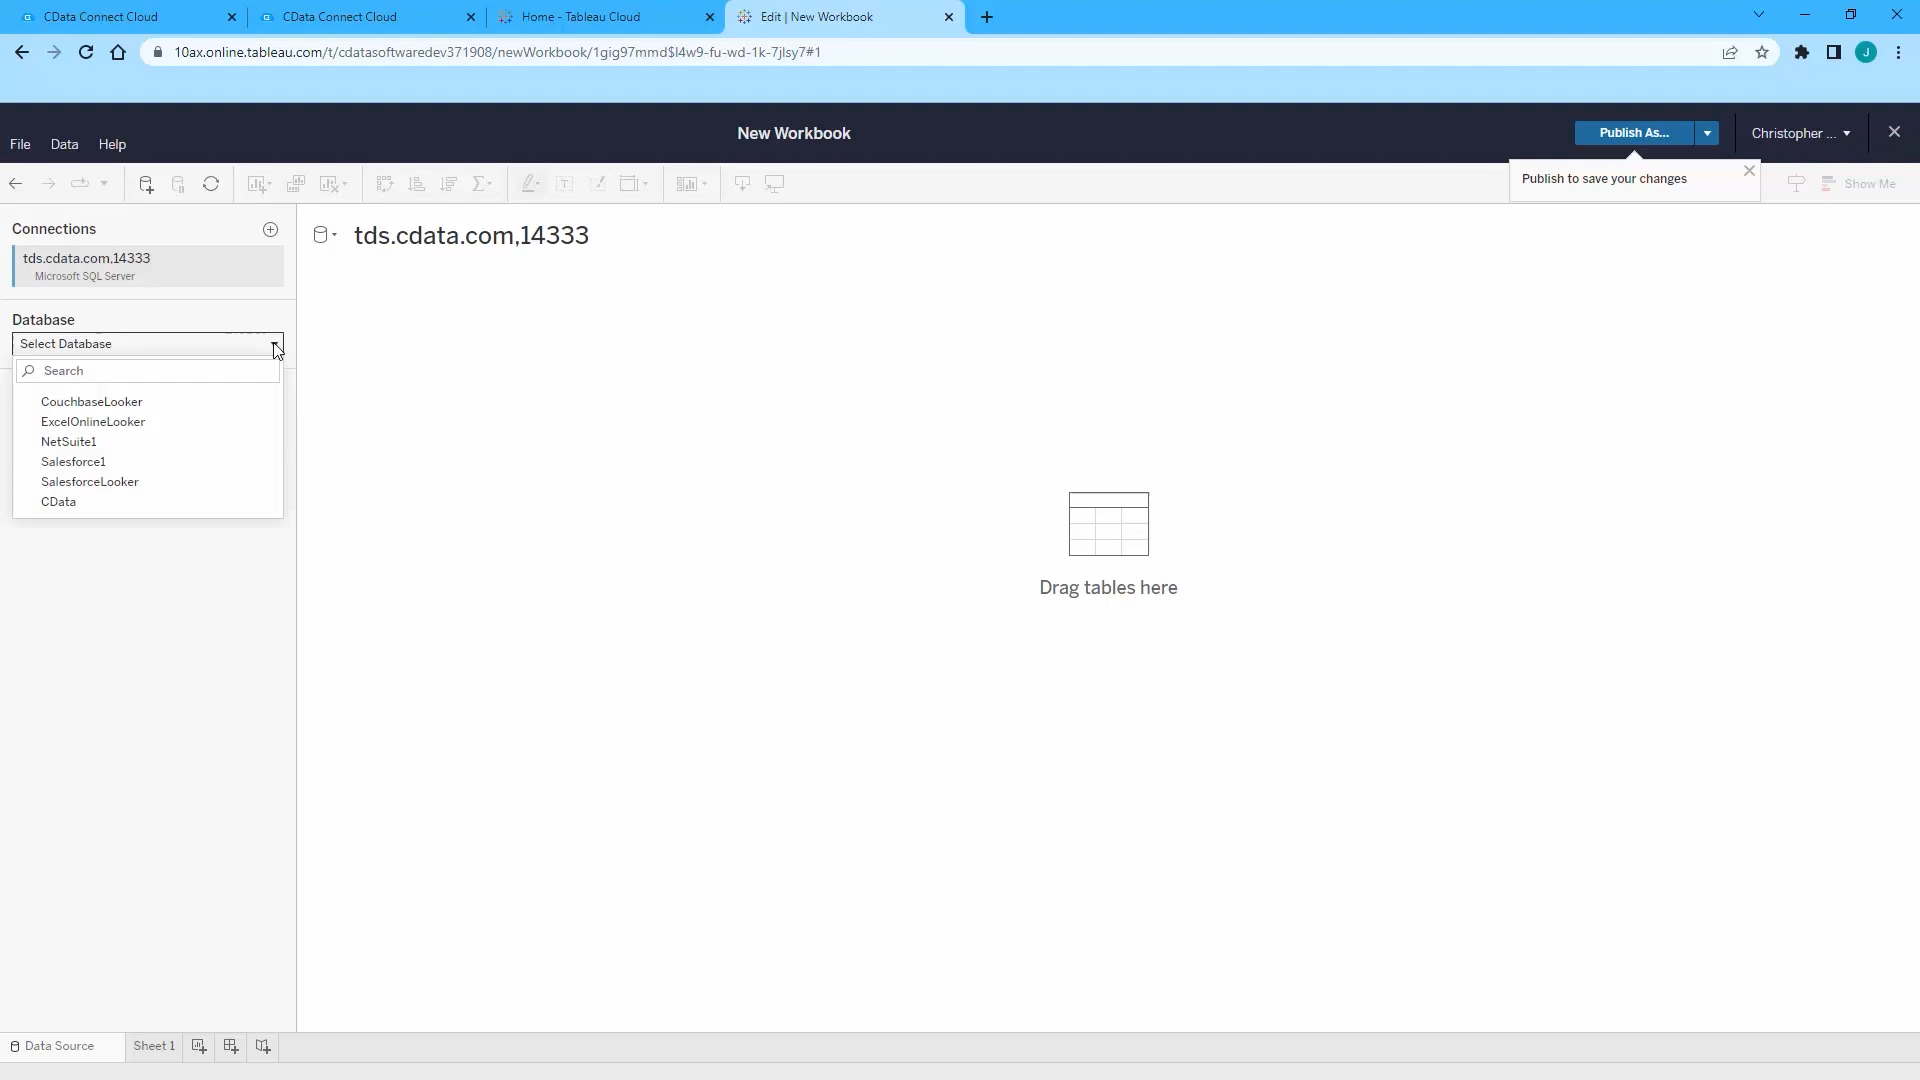 CData Connect Cloud
CData Connect Cloud
Home - Tableau Cloud
Edit | New Workbook
10ax.online.tableau.com/t/cdatasoftwaredev371908/newWorkbook/1gig97mmd$l4w9-fu-wd-1k-7jlsy7#1
J
File
Data
Help
New Workbook
Publish As...
Christopher ...
Publish to save your changes
Show Me
Connections
tds.cdata.com,14333
Microsoft SQL Server
tds.cdata.com,14333
Database
Select Database
Search
CouchbaseLooker
ExcelOnlineLooker
NetSuite1
Salesforce1
SalesforceLooker
CData
Drag tables here
Data Source
Sheet 1